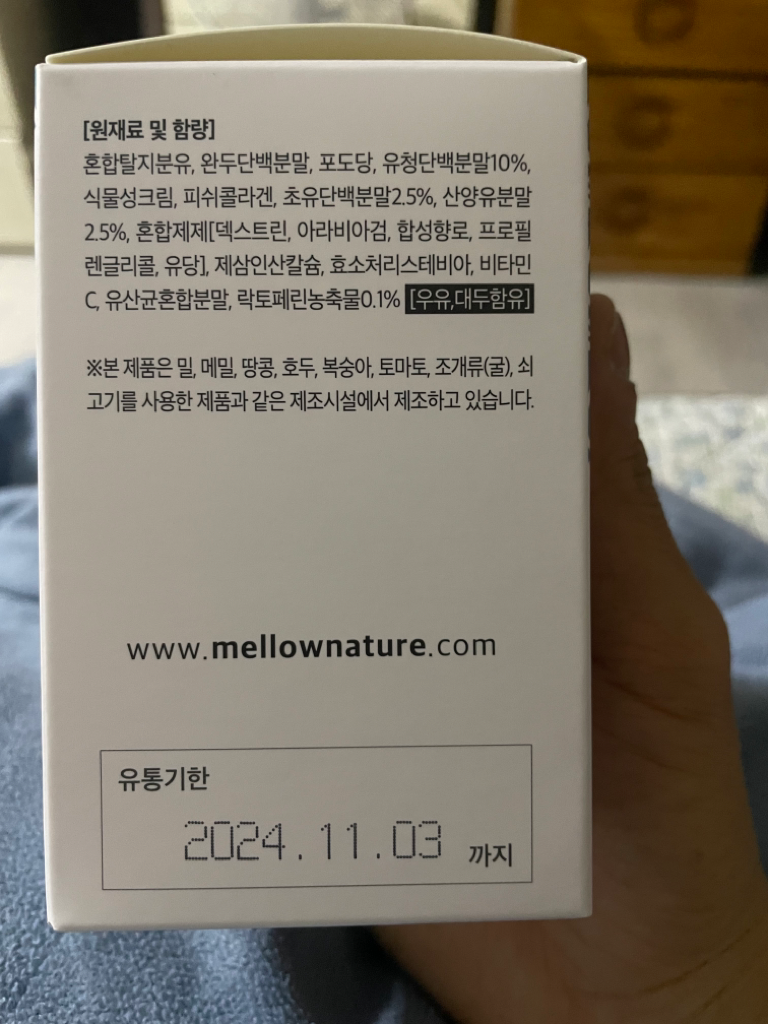 [원재료 및 함량]
혼합탈지분유, 완두단백분말, 포도당, 유청단백분말10%,
식물성크림, 피쉬콜라겐, 초유단백분말2.5%, 산양유분말
2.5%, 혼합제제[덱스트린, 아라비아검, 합성향로, 프로필
렌글리콜, 유당], 제삼인산칼슘, 효소처리스테비아, 비타민
C, 유산균혼합분말, 락토페린농축물0.1% [우유,대두함유]
※본 제품은 밀, 메밀, 땅콩, 호두, 복숭아, 토마토, 조개류(굴), 쇠
고기를 사용한 제품과 같은 제조시설에서 제조하고 있습니다.
www.mellownature.com
유통기한
2024.11.03 까지